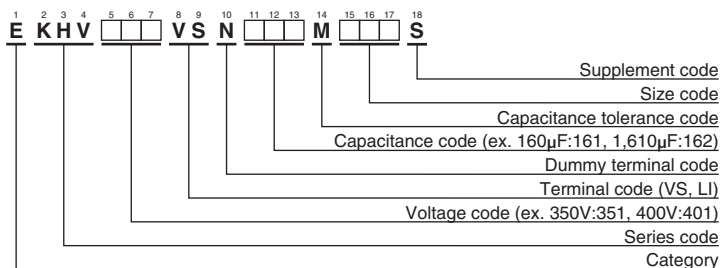 1 2 3 4 5 6 7 8 9 10 11 12 13 14 15 16 17 18
E K H V V S N M S
Supplement code
Size code
Capacitance tolerance code
Capacitance code (ex. 160µF:161, 1,610µF:162)
Dummy terminal code
Terminal code (VS, LI)
Voltage code (ex. 350V:351, 400V:401)
Series code
Category